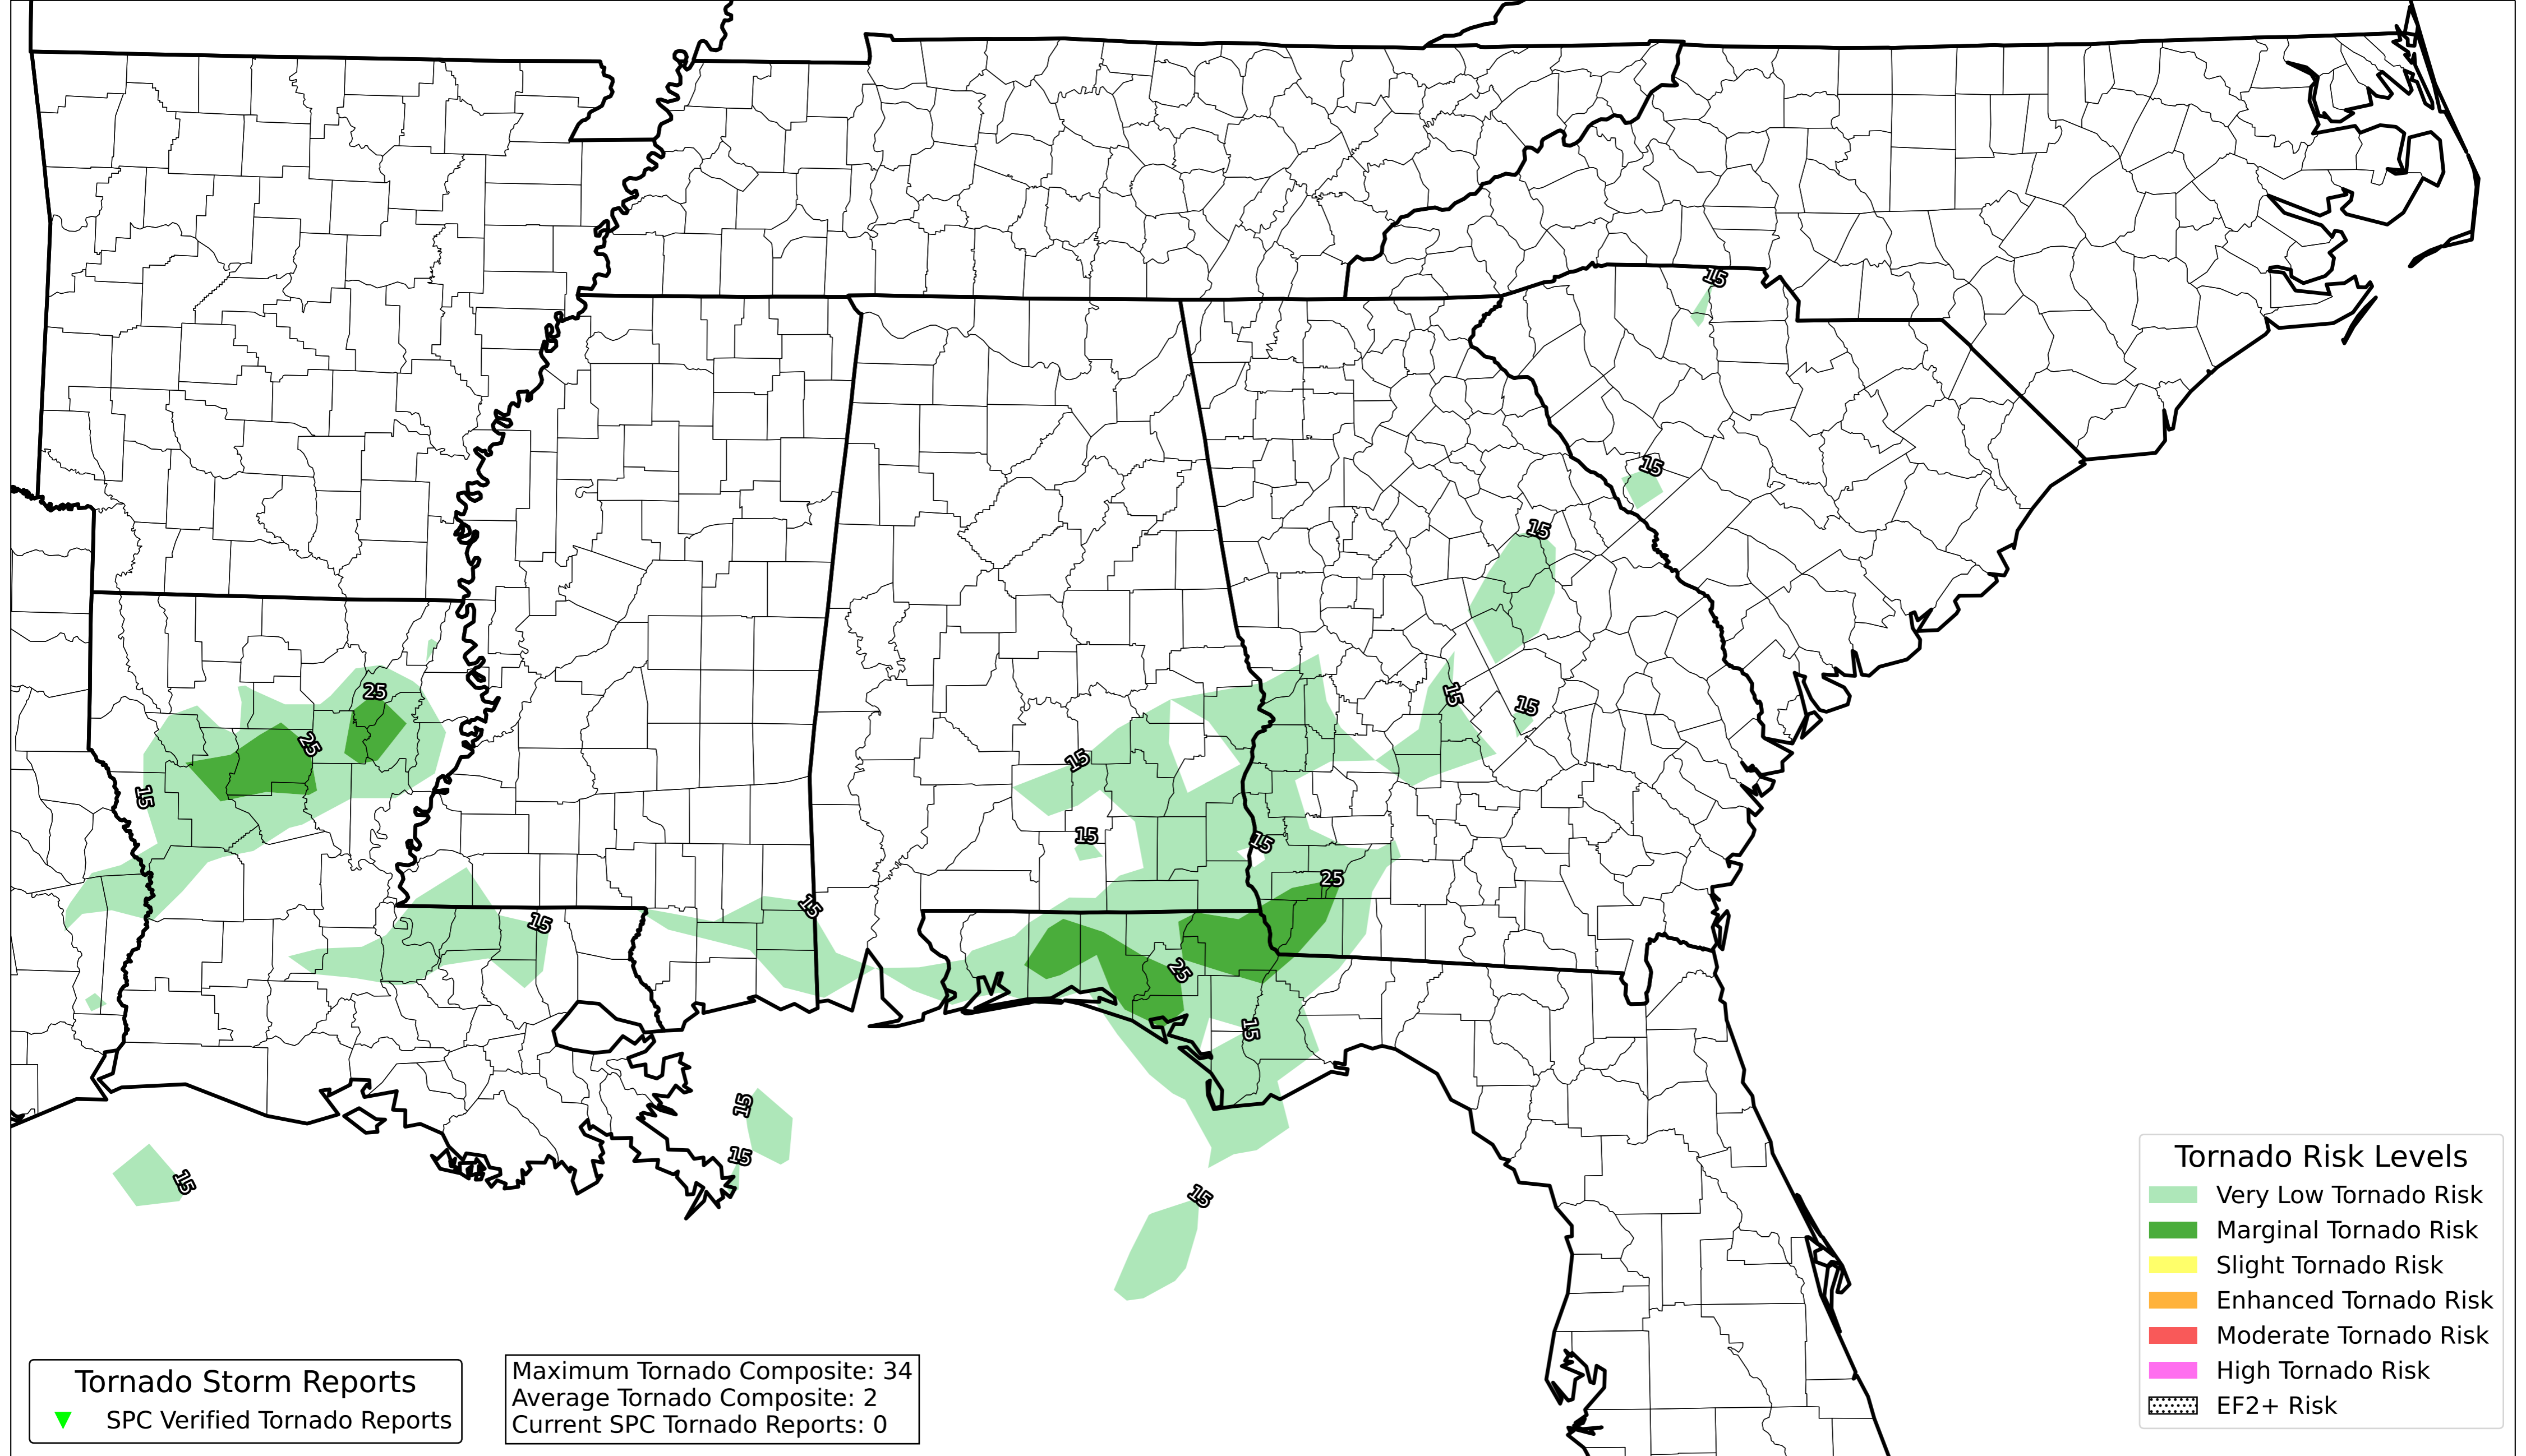 15
15
15
25
15
25
15
15
15
15
15
15
25
15
15
25
15
15
15
15
15
Tornado Risk Levels
Very Low Tornado Risk
Marginal Tornado Risk
Slight Tornado Risk
Enhanced Tornado Risk
Moderate Tornado Risk
High Tornado Risk
EF2+ Risk
Tornado Storm Reports
SPC Verified Tornado Reports
Maximum Tornado Composite: 34
Average Tornado Composite: 2
Current SPC Tornado Reports: 0